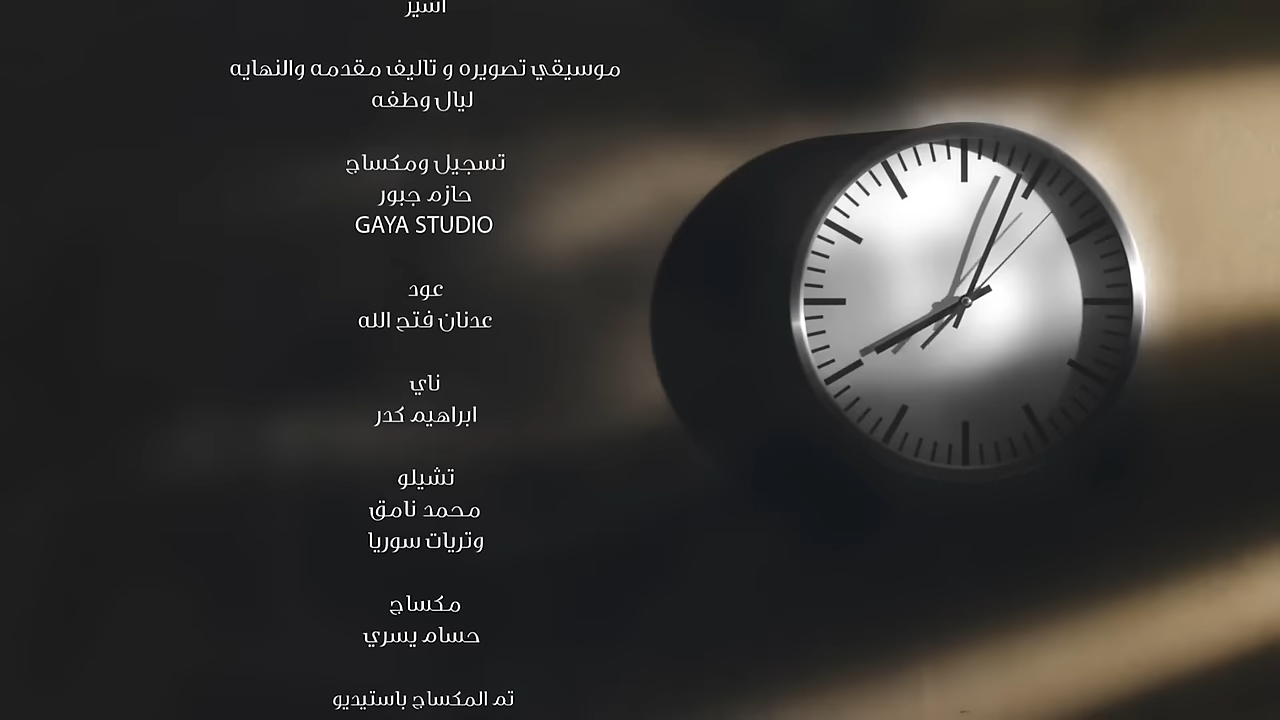 اسير
موسيقي تصويره و تاليف مقدمه والنهايه
ليال وطفه
تسجيل ومكساج
حازم جبور
GAYA STUDIO
عود
عدنان فتح الله
ناي
ابراهيم كدر
تشيلو
محمد نامق
وتريات سوريا
مكساج
حسام يسري
تم المكساج باستيديو